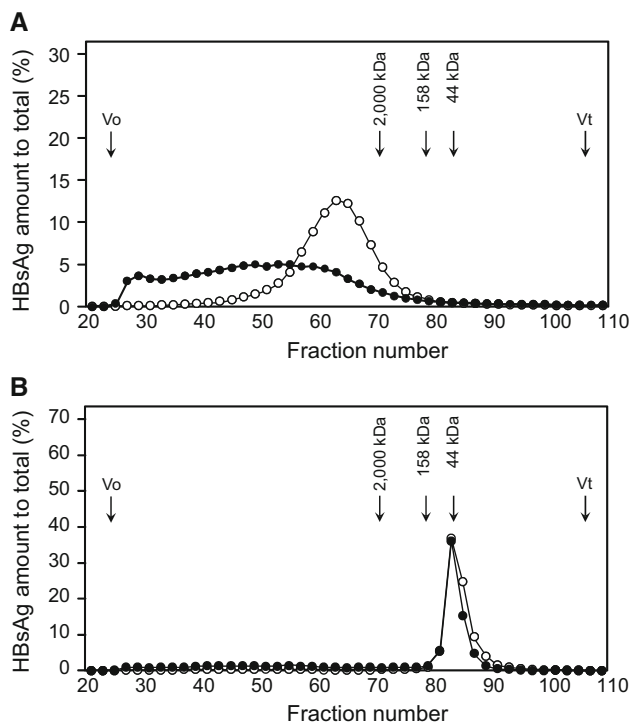 A
HBsAg amount to total (%)
30
25
20
15
10
5
0
Vo
2,000 kDa
158 kDa
44 kDa
Vt
20 30 40 50 60 70 80 90 100 110
Fraction number
B
HBsAg amount to total (%)
70
60
50
40
30
20
10
0
Vo
2,000 kDa
158 kDa
44 kDa
Vt
20 30 40 50 60 70 80 90 100 110
Fraction number